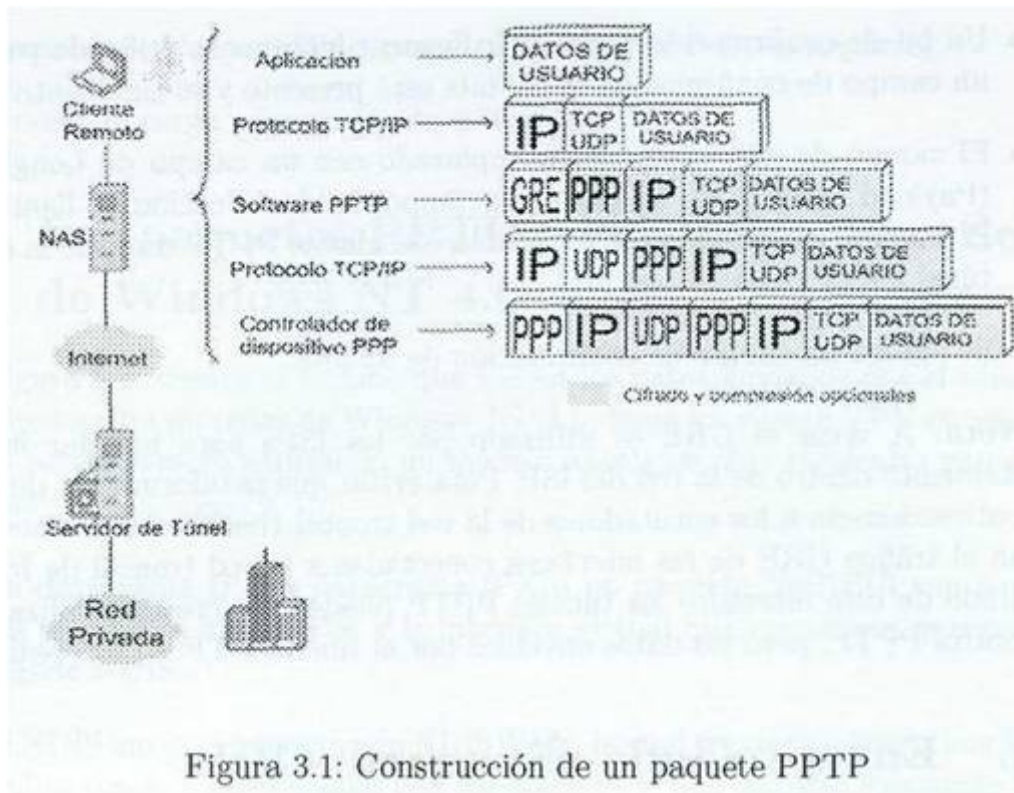 Cliente
Remoto
NAS
Internet
Servidor de Túnel
Red
Privada
Aplicación
DATOS DE
USUARIO
Protocolo TCP/IP
IP
TCP
UDP
DATOS DE
USUARIO
Software PPTP
GRE
PPP
IP
TCP
UDP
DATOS DE
USUARIO
Protocolo TCP/IP
IP
UDP
PPP
IP
TCP
UDP
DATOS DE
USUARIO
Controlador de
dispositivo PPP
PPP
IP
UDP
PPP
IP
TCP
UDP
DATOS DE
USUARIO
Cifrado y compresión opcionales
Figura 3.1: Construcción de un paquete PPTP